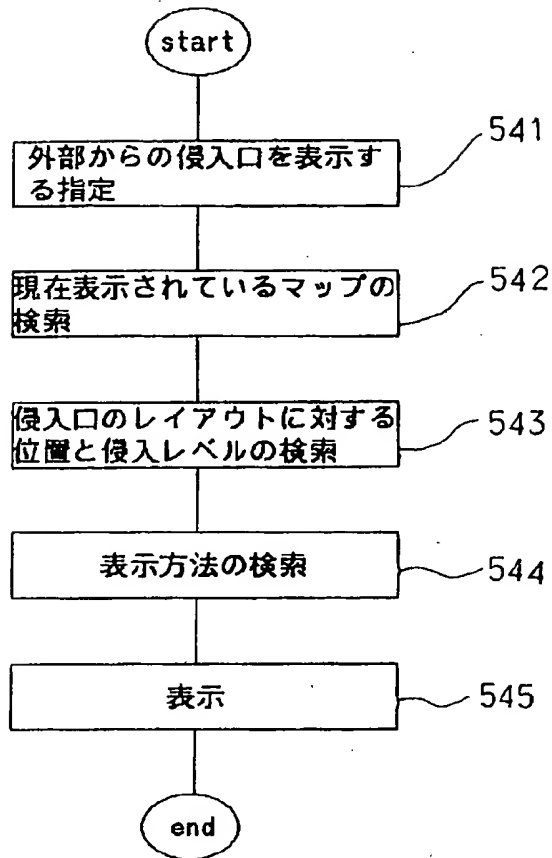 start
外部からの侵入口を表示す
る指定
541
現在表示されているマップの
検索
542
侵入口のレイアウトに対する
位置と侵入レベルの検索
543
表示方法の検索
544
表示
545
end